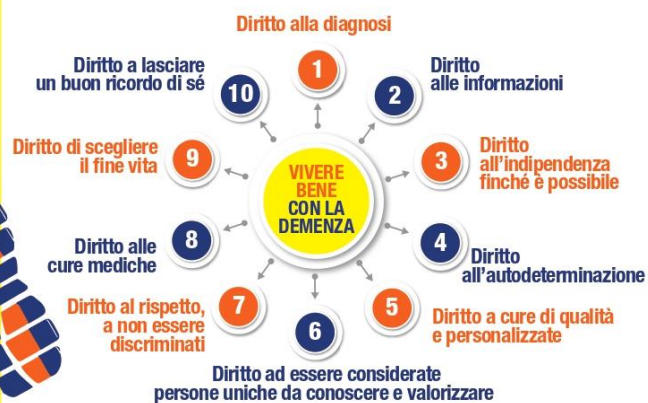 Diritto alla diagnosi
1
Diritto
alle informazioni
2
Diritto
all'indipendenza
finché è possibile
3
Diritto
all'autodeterminazione
4
Diritto a cure di qualità
e personalizzate
5
Diritto ad essere considerate
persone uniche da conoscere e valorizzare
6
Diritto al rispetto,
a non essere
discriminati
7
Diritto alle
cure mediche
8
Diritto di scegliere
il fine vita
9
Diritto a lasciare
un buon ricordo di sé
10
VIVERE
BENE
CON LA
DEMENZA